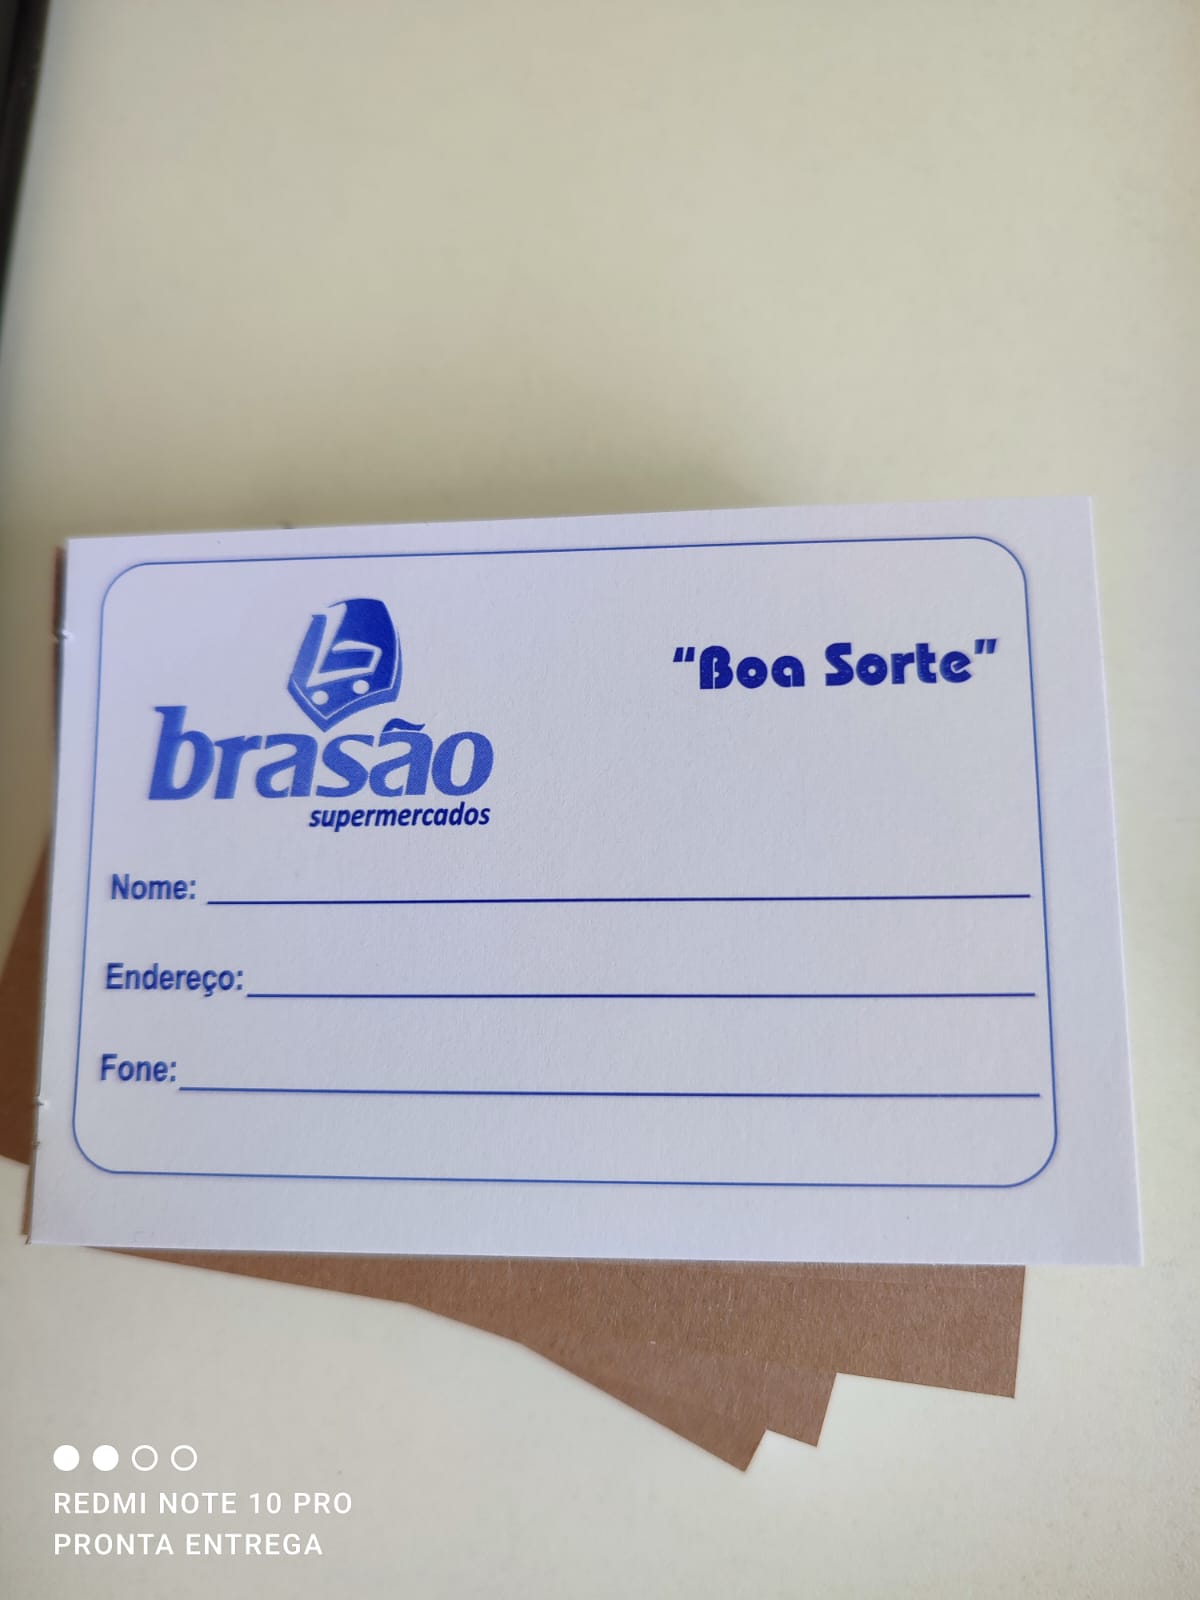 brasão
supermercados
“Boa Sorte”
Nome:
Endereço:
Fone:
REDMI NOTE 10 PRO
PRONTA ENTREGA